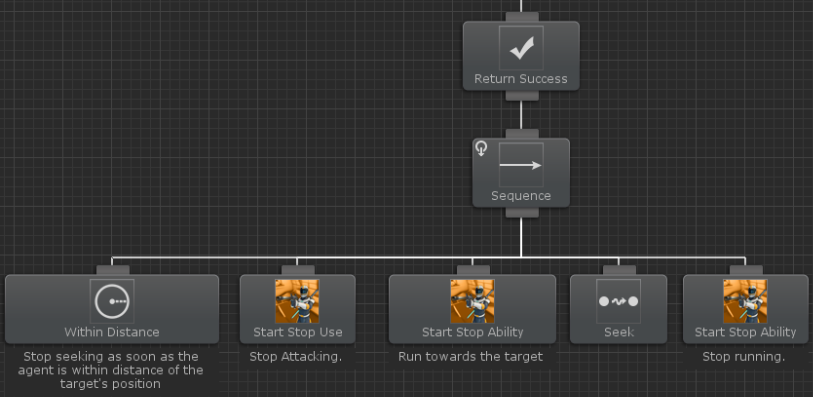 Return Success
Sequence
Within Distance
Start Stop Use
Start Stop Ability
Seek
Start Stop Ability
Stop seeking as soon as the
agent is within distance of the
target's position
Stop Attacking.
Run towards the target
Stop running.